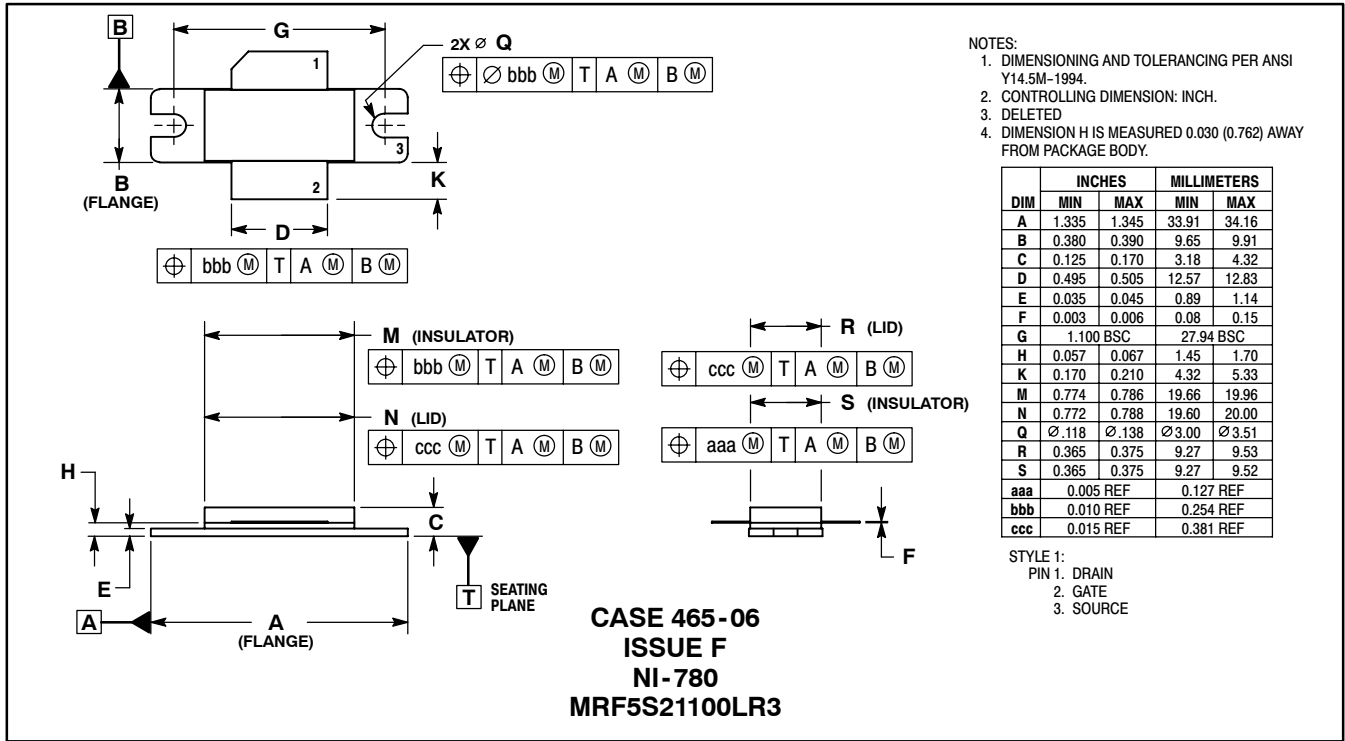 B
G
2X ⌀ Q
⌖ ⌀ bbb Ⓜ T A Ⓜ B Ⓜ
1
3
2
B
(FLANGE)
K
D
⌖ bbb Ⓜ T A Ⓜ B Ⓜ
M (INSULATOR)
⌖ bbb Ⓜ T A Ⓜ B Ⓜ
N (LID)
⌖ ccc Ⓜ T A Ⓜ B Ⓜ
R (LID)
⌖ ccc Ⓜ T A Ⓜ B Ⓜ
S (INSULATOR)
⌖ aaa Ⓜ T A Ⓜ B Ⓜ
H
C
E
F
T SEATING
PLANE
A
A
(FLANGE)
CASE 465-06
ISSUE F
NI-780
MRF5S21100LR3
NOTES:
1. DIMENSIONING AND TOLERANCING PER ANSI
Y14.5M-1994.
2. CONTROLLING DIMENSION: INCH.
3. DELETED
4. DIMENSION H IS MEASURED 0.030 (0.762) AWAY
FROM PACKAGE BODY.
INCHES MILLIMETERS
DIM MIN MAX MIN MAX
A 1.335 1.345 33.91 34.16
B 0.380 0.390 9.65 9.91
C 0.125 0.170 3.18 4.32
D 0.495 0.505 12.57 12.83
E 0.035 0.045 0.89 1.14
F 0.003 0.006 0.08 0.15
G 1.100 BSC 27.94 BSC
H 0.057 0.067 1.45 1.70
K 0.170 0.210 4.32 5.33
M 0.774 0.786 19.66 19.96
N 0.772 0.788 19.60 20.00
Q ⌀.118 ⌀.138 ⌀3.00 ⌀3.51
R 0.365 0.375 9.27 9.53
S 0.365 0.375 9.27 9.52
aaa 0.005 REF 0.127 REF
bbb 0.010 REF 0.254 REF
ccc 0.015 REF 0.381 REF
STYLE 1:
PIN 1. DRAIN
2. GATE
3. SOURCE